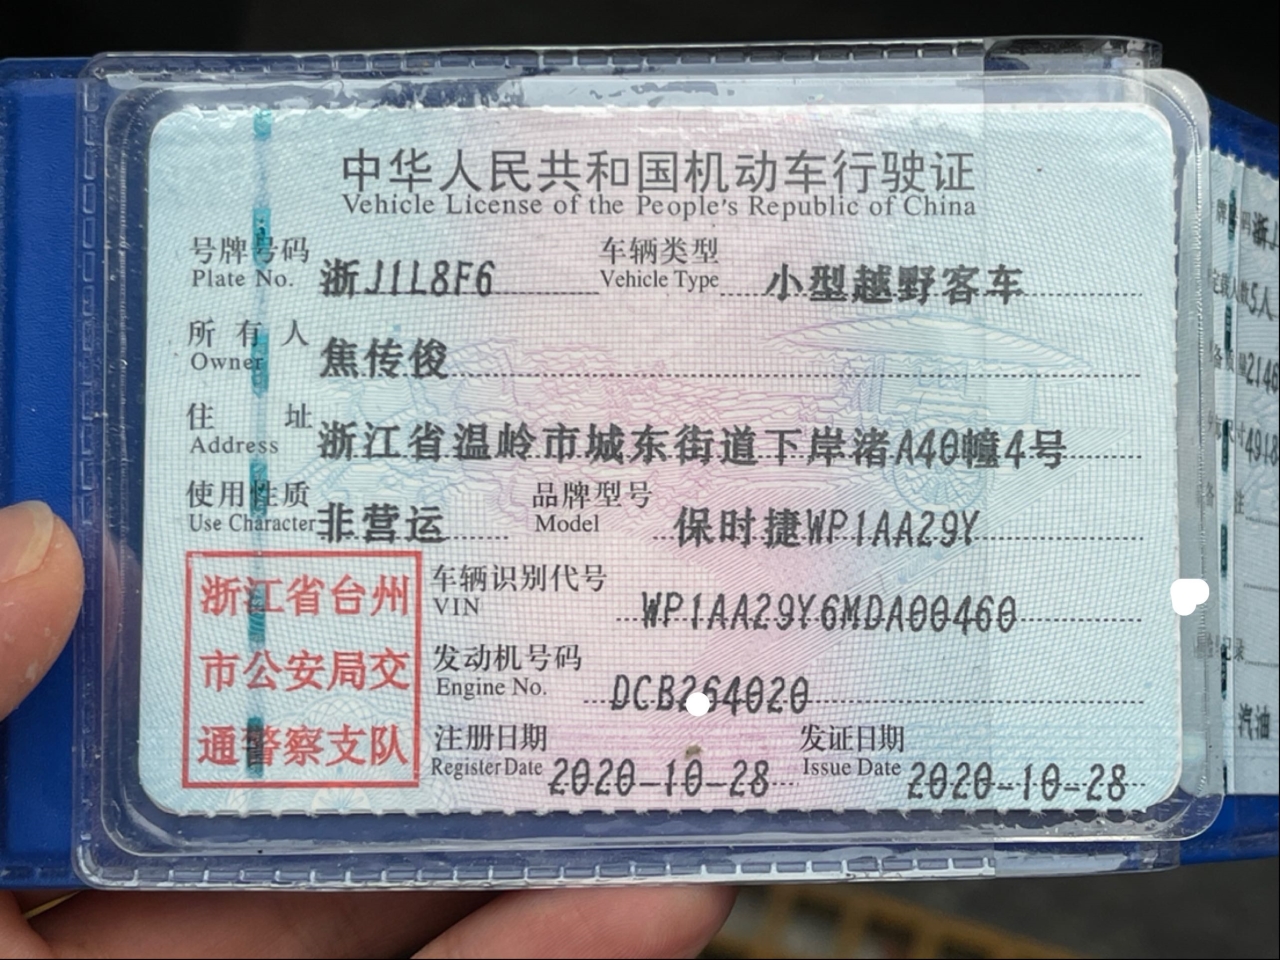 中华人民共和国机动车行驶证
Vehicle License of the People's Republic of China
号牌号码 浙J1L8F6 车辆类型 小型越野客车
Plate No. Vehicle Type
所有人 焦传俊
Owner
住址 浙江省温岭市城东街道下岸渚A40幢4号
Address
使用性质 非营运 品牌型号 保时捷WP1AA29Y
Use Character Model
浙江省台州
市公安局交
通警察支队
车辆识别代号 WP1AA29Y6MDA00460
VIN
发动机号码 DCB264020
Engine No.
注册日期 2020-10-28 发证日期 2020-10-28
Register Date Issue Date
5人
汽油